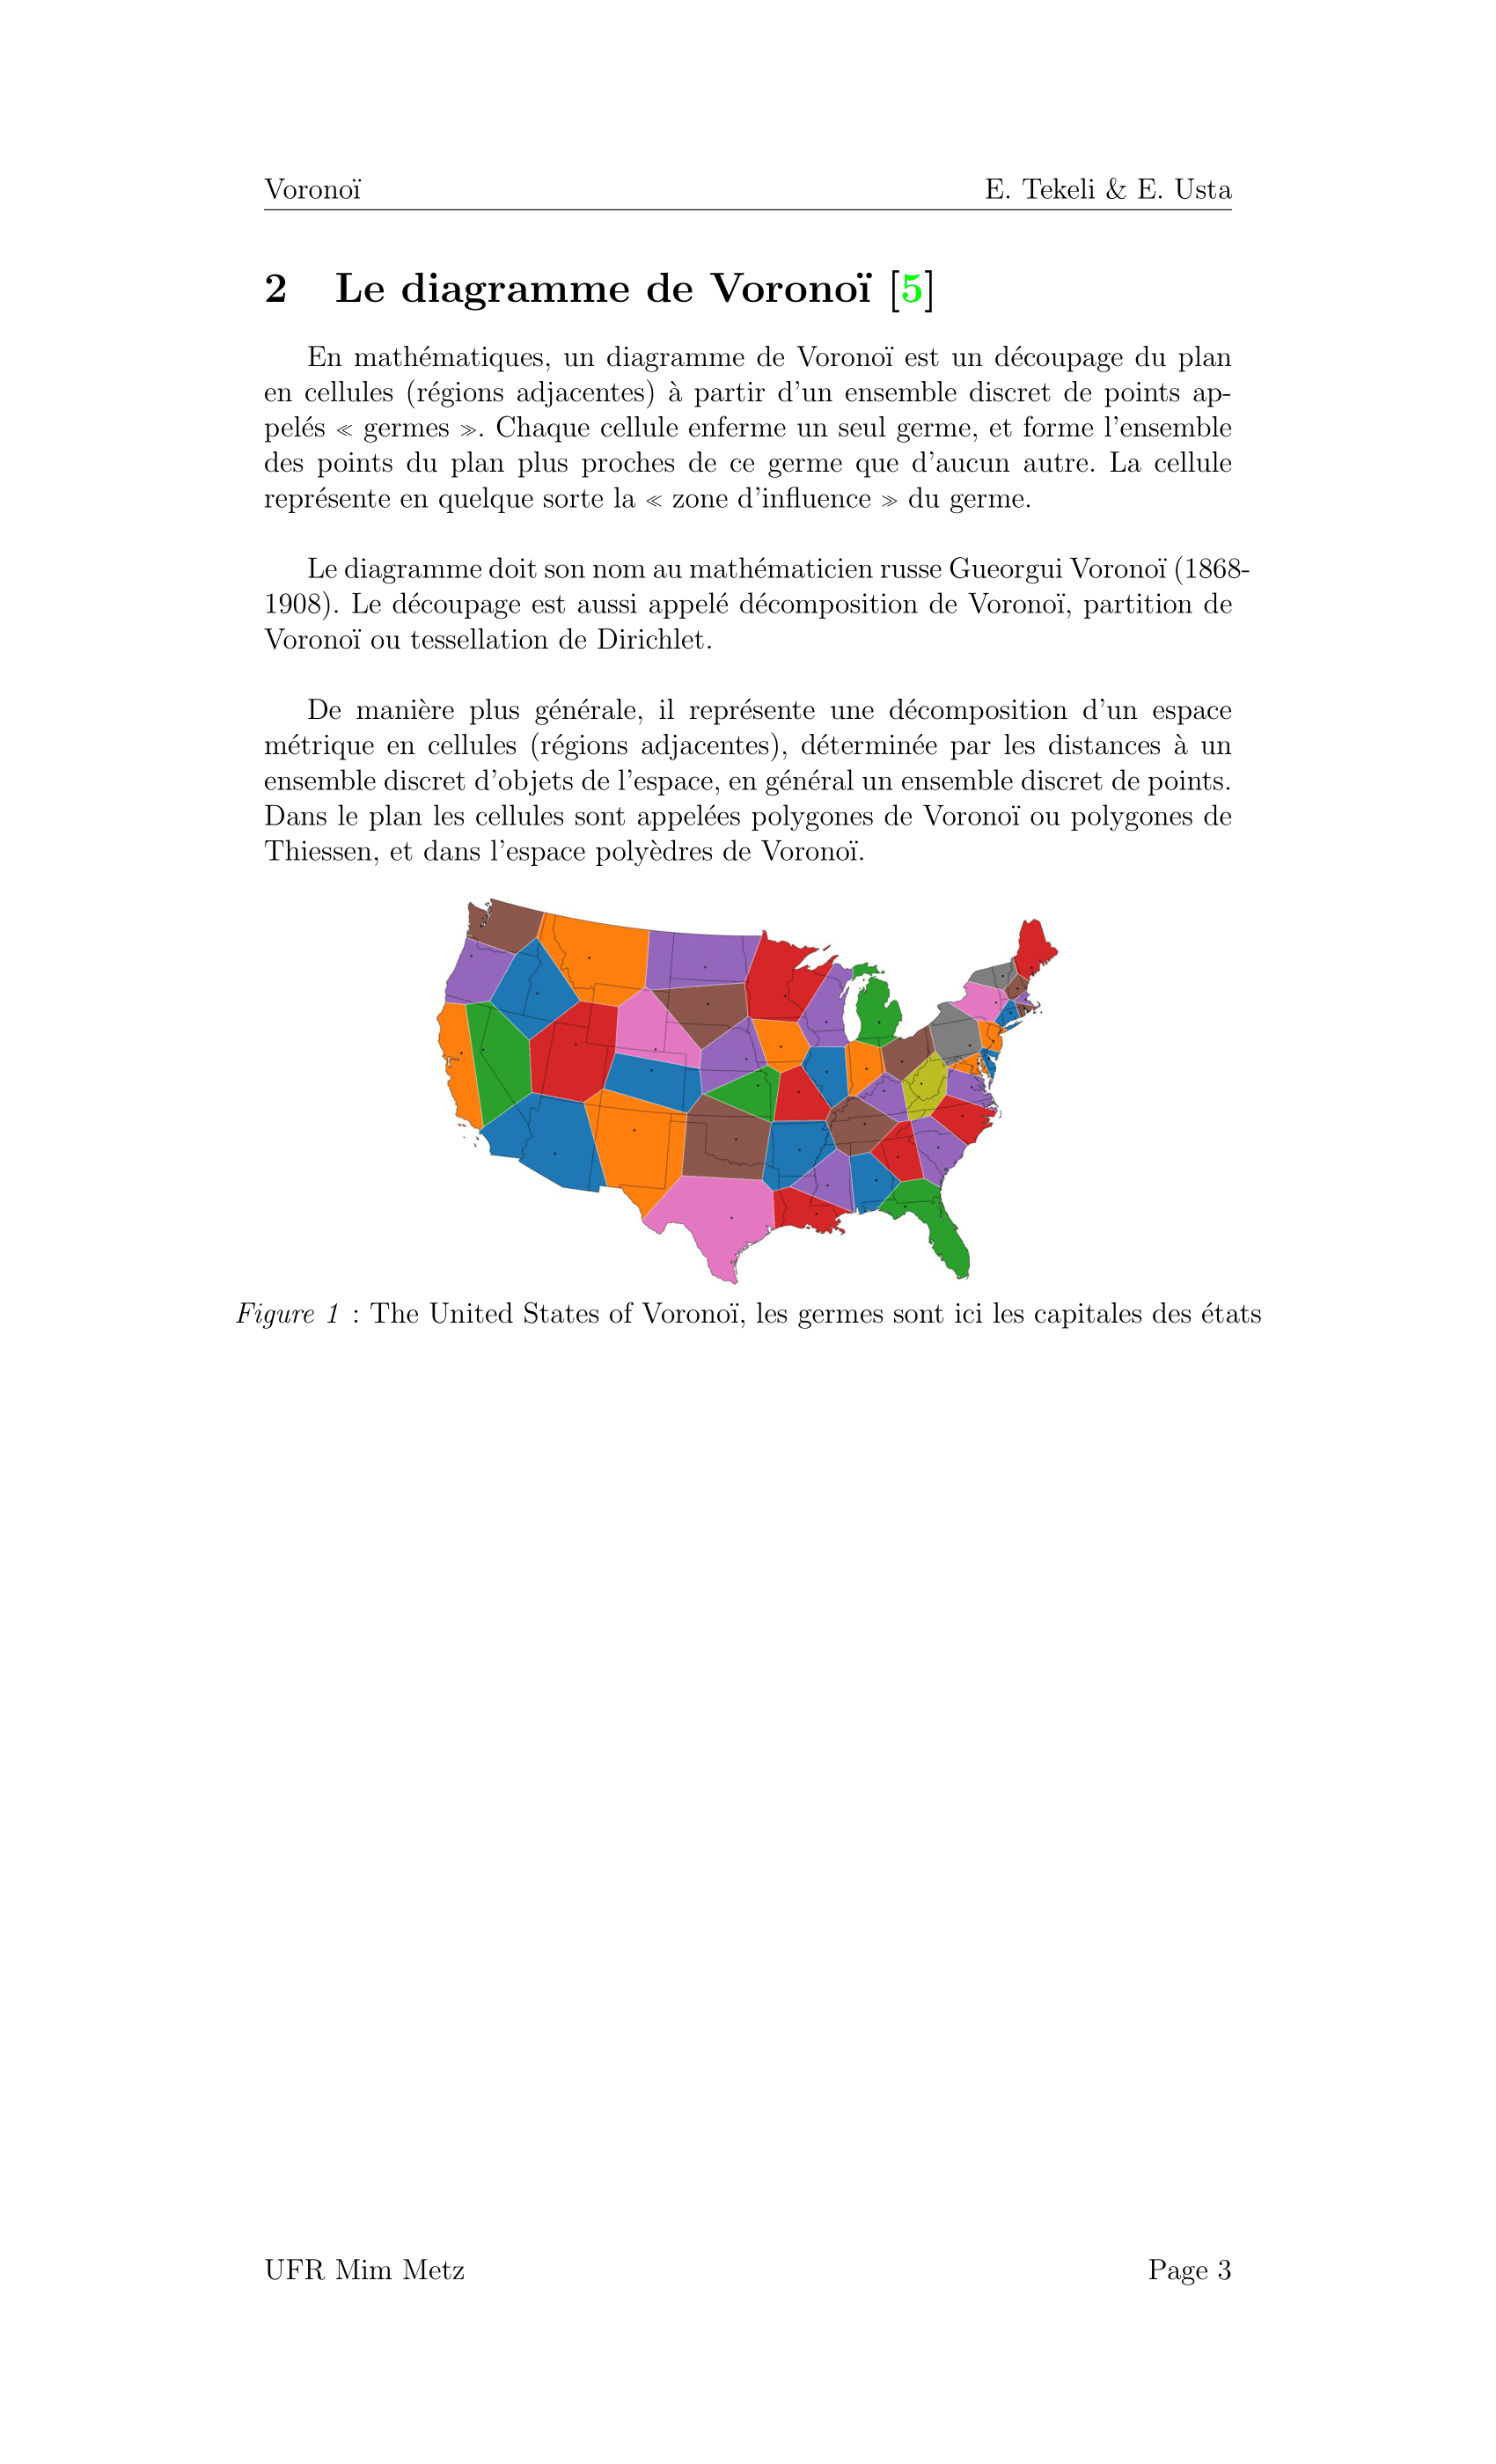 Voronoï E. Tekeli & E. Usta
2 Le diagramme de Voronoï [5]
En mathématiques, un diagramme de Voronoï est un découpage du plan
en cellules (régions adjacentes) à partir d'un ensemble discret de points ap-
pelés « germes ». Chaque cellule enferme un seul germe, et forme l'ensemble
des points du plan plus proches de ce germe que d'aucun autre. La cellule
représente en quelque sorte la « zone d'influence » du germe.
Le diagramme doit son nom au mathématicien russe Gueorgui Voronoï (1868-
1908). Le découpage est aussi appelé décomposition de Voronoï, partition de
Voronoï ou tessellation de Dirichlet.
De manière plus générale, il représente une décomposition d'un espace
métrique en cellules (régions adjacentes), déterminée par les distances à un
ensemble discret d'objets de l'espace, en général un ensemble discret de points.
Dans le plan les cellules sont appelées polygones de Voronoï ou polygones de
Thiessen, et dans l'espace polyèdres de Voronoï.
Figure 1 : The United States of Voronoï, les germes sont ici les capitales des états
UFR Mim Metz Page 3